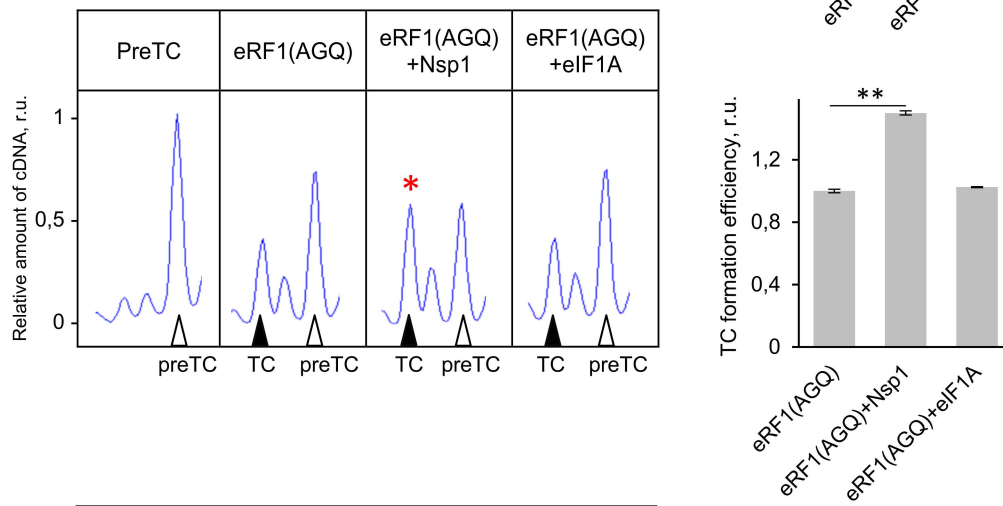 PreTC
eRF1(AGQ)
eRF1(AGQ)
+Nsp1
eRF1(AGQ)
+eIF1A
Relative amount of cDNA, r.u.
1
0,5
0
*
preTC
TC
preTC
TC
preTC
TC
preTC
TC formation efficiency, r.u.
**
1,2
0,8
0,4
0
eRF1(AGQ)
eRF1(AGQ)+Nsp1
eRF1(AGQ)+eIF1A